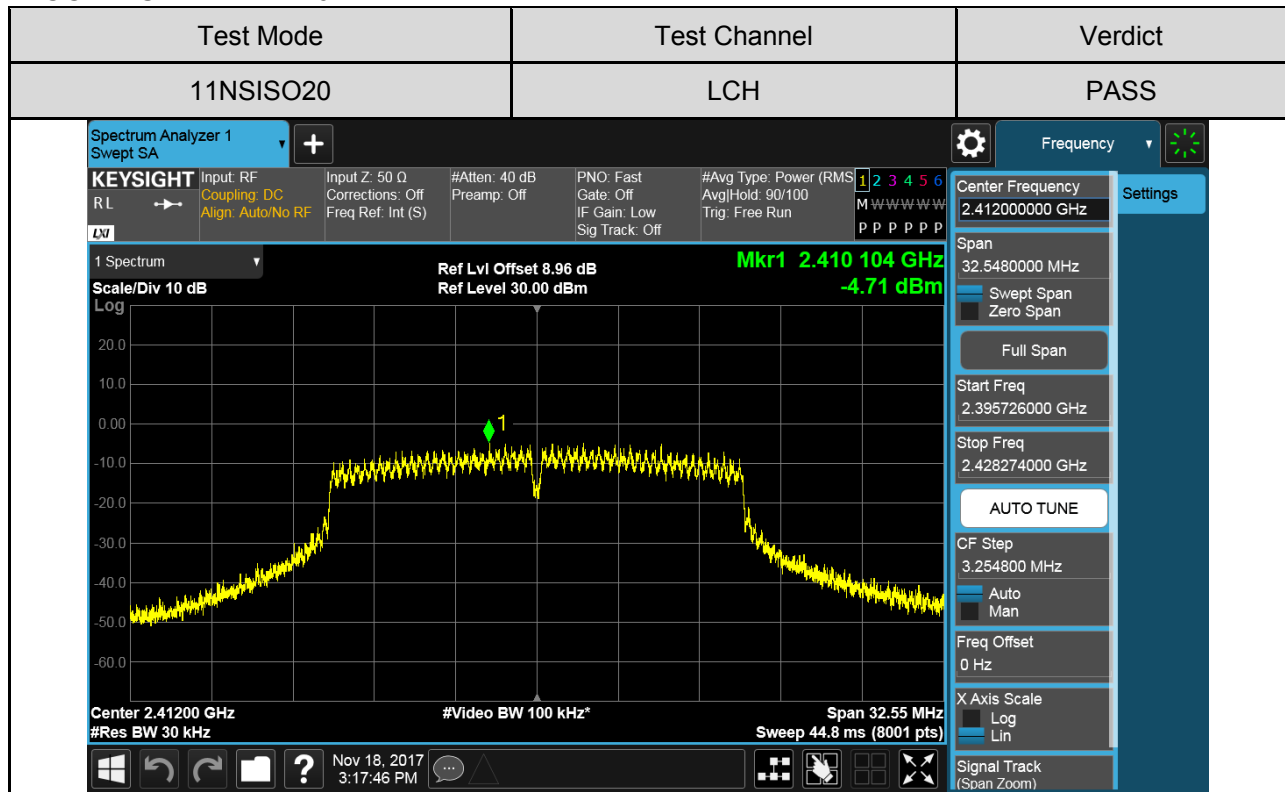 Test Mode Test Channel Verdict
11NSISO20 LCH PASS
Spectrum Analyzer 1
Swept SA
+
Frequency
KEYSIGHT
RL
LXI
Input: RF
Coupling: DC
Align: Auto/No RF
Input Z: 50 Ω
Corrections: Off
Freq Ref: Int (S)
#Atten: 40 dB
Preamp: Off
PNO: Fast
Gate: Off
IF Gain: Low
Sig Track: Off
#Avg Type: Power (RMS
Avg|Hold: 90/100
Trig: Free Run
1 2 3 4 5 6
M W W W W W
P P P P P P
1 Spectrum
Scale/Div 10 dB
Log
Ref Lvl Offset 8.96 dB
Ref Level 30.00 dBm
Mkr1 2.410 104 GHz
-4.71 dBm
20.0
10.0
0.00
-10.0
-20.0
-30.0
-40.0
-50.0
-60.0
1
Center 2.41200 GHz
#Res BW 30 kHz
#Video BW 100 kHz*
Span 32.55 MHz
Sweep 44.8 ms (8001 pts)
Center Frequency
2.412000000 GHz
Settings
Span
32.5480000 MHz
Swept Span
Zero Span
Full Span
Start Freq
2.395726000 GHz
Stop Freq
2.428274000 GHz
AUTO TUNE
CF Step
3.254800 MHz
Auto
Man
Freq Offset
0 Hz
X Axis Scale
Log
Lin
Signal Track
(Span Zoom)
?
Nov 18, 2017
3:17:46 PM